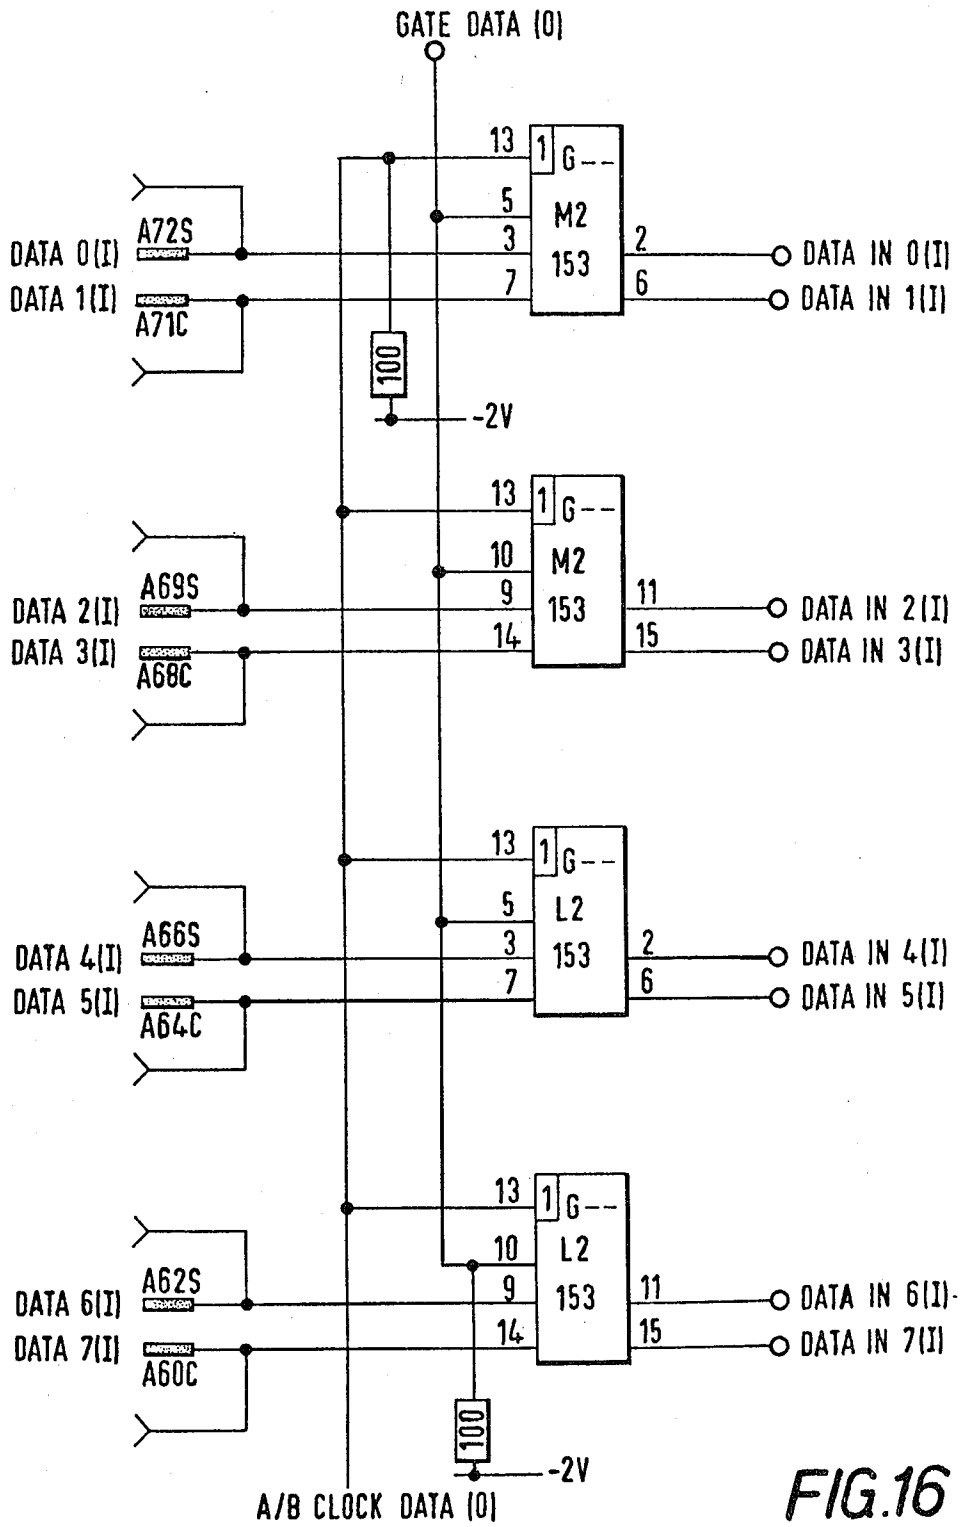 GATE DATA (0)
13 1 G--
5 M2
A72S 3 2
DATA 0(I) 153 DATA IN 0(I)
DATA 1(I) 7 6 DATA IN 1(I)
A71C
100
-2V
13 1 G--
10 M2
A69S 9 11
DATA 2(I) 153 DATA IN 2(I)
DATA 3(I) 14 15 DATA IN 3(I)
A68C
13 1 G--
5 L2
A66S 3 2
DATA 4(I) 153 DATA IN 4(I)
DATA 5(I) 7 6 DATA IN 5(I)
A64C
13 1 G--
10 L2
A62S 9 11
DATA 6(I) 153 DATA IN 6(I)
DATA 7(I) 14 15 DATA IN 7(I)
A60C
100
-2V
A/B CLOCK DATA (0)
FIG.16